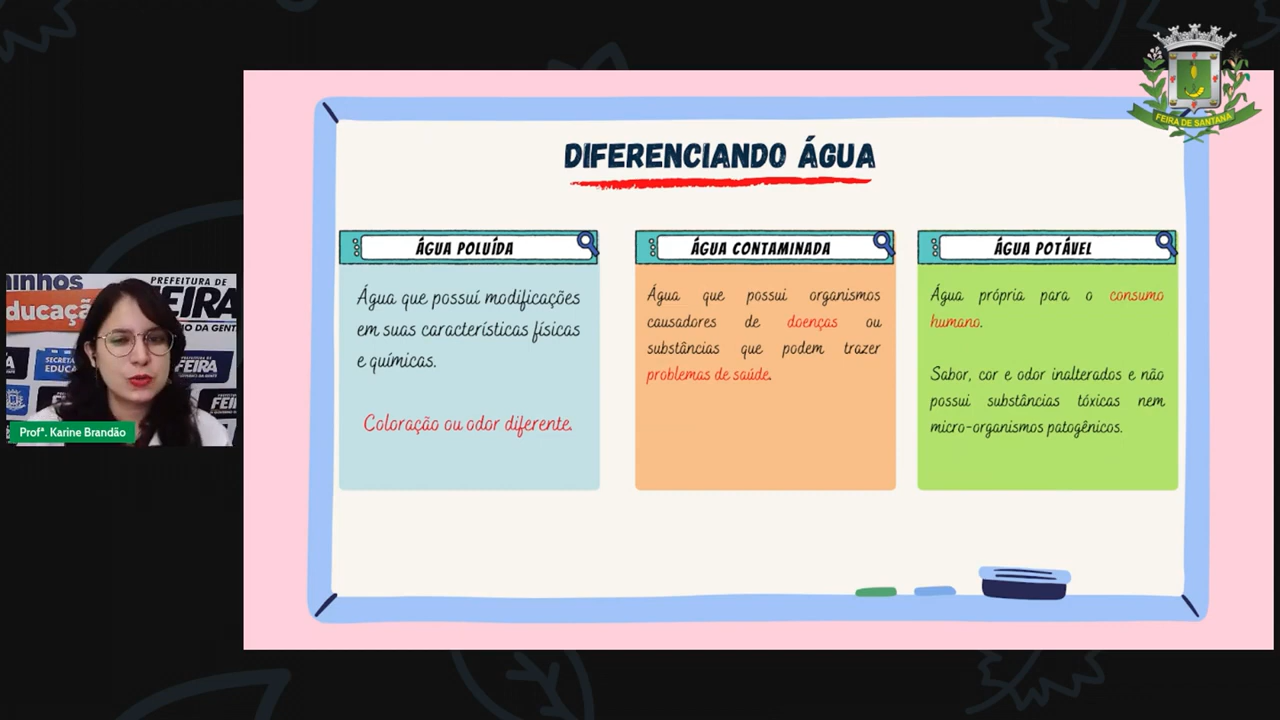 FEIRA DE SANTANA
DIFERENCIANDO ÁGUA
ÁGUA POLUÍDA
Água que possuí modificações
em suas características físicas
e químicas.
Coloração ou odor diferente.
ÁGUA CONTAMINADA
Água que possui organismos
causadores de doenças ou
substâncias que podem trazer
problemas de saúde.
ÁGUA POTÁVEL
Água própria para o consumo
humano.
Sabor, cor e odor inalterados e não
possui substâncias tóxicas nem
micro-organismos patogênicos.
PREFEITURA DE
FEIRA
Profª. Karine Brandão